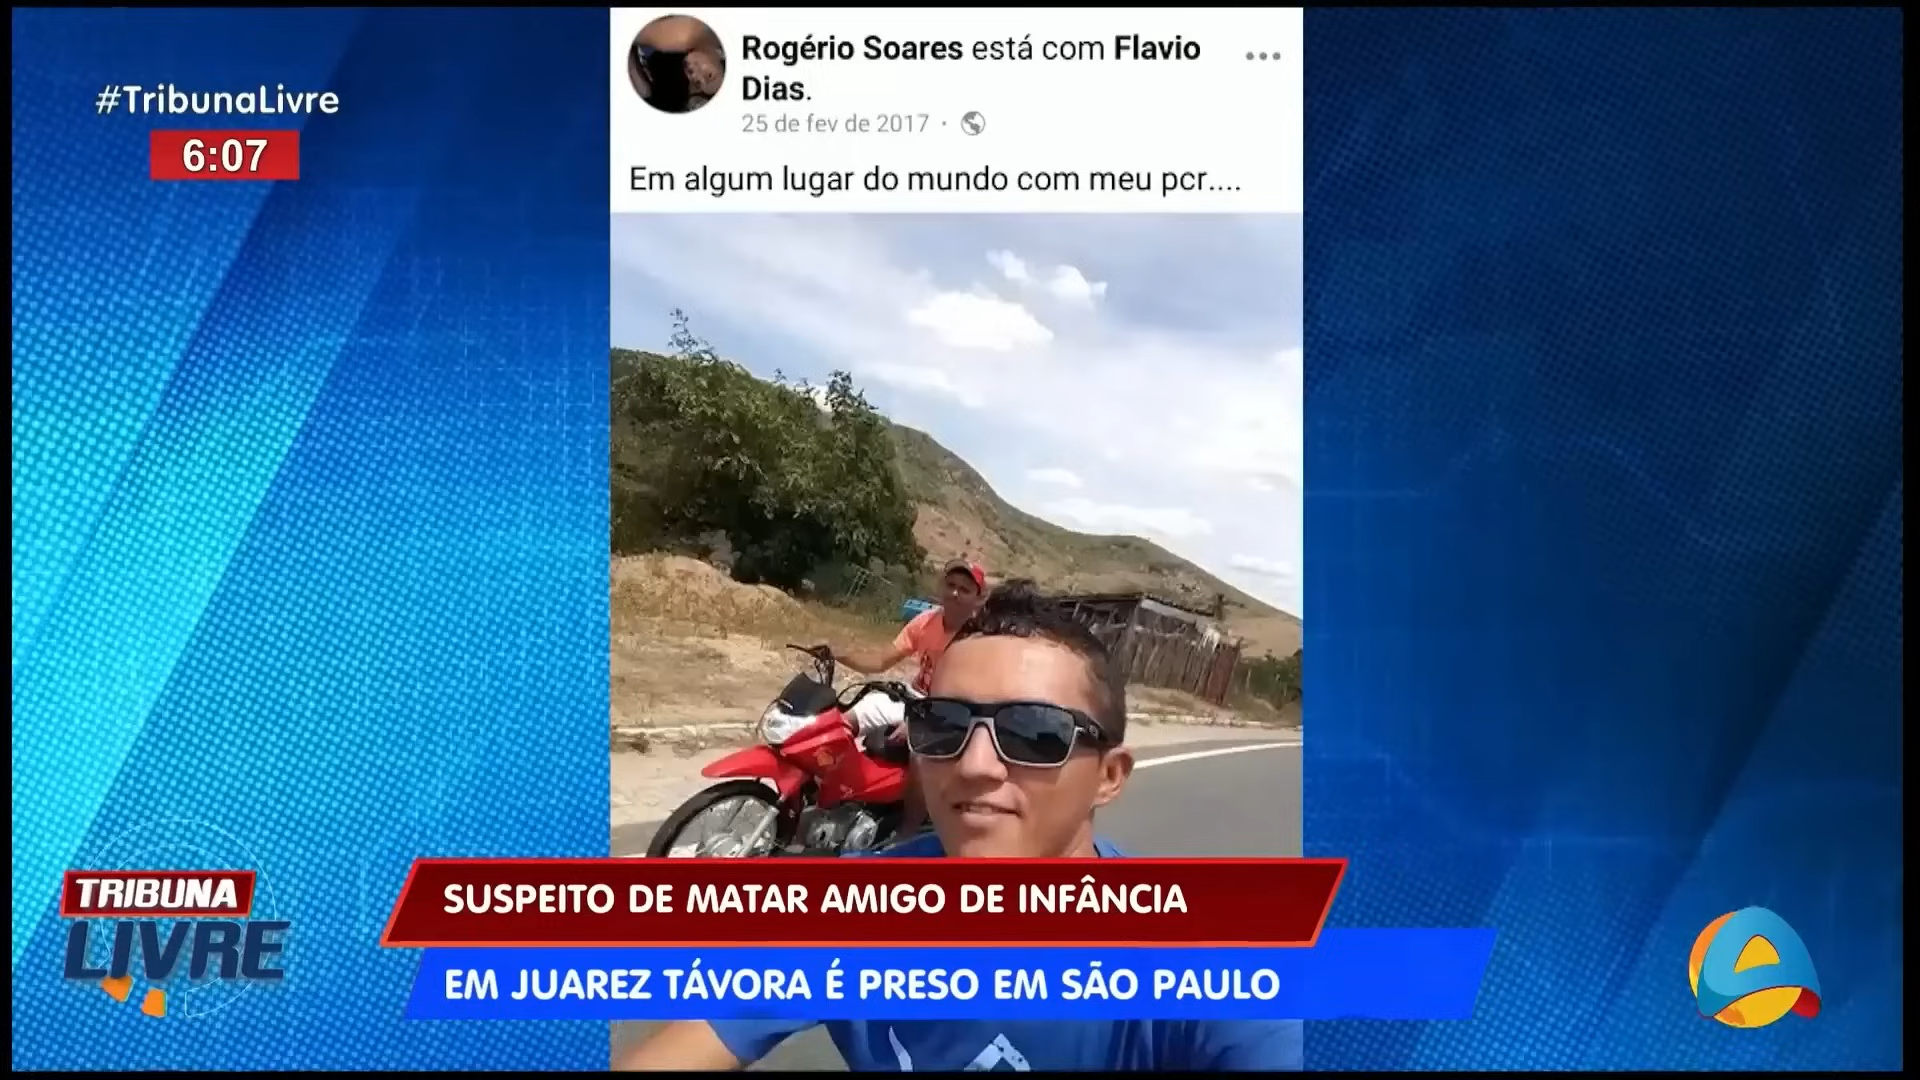 #TribunaLivre
6:07
Rogério Soares está com Flavio
Dias.
25 de fev de 2017 ·
Em algum lugar do mundo com meu pcr....
SUSPEITO DE MATAR AMIGO DE INFÂNCIA
EM JUAREZ TÁVORA É PRESO EM SÃO PAULO
TRIBUNA
LIVRE